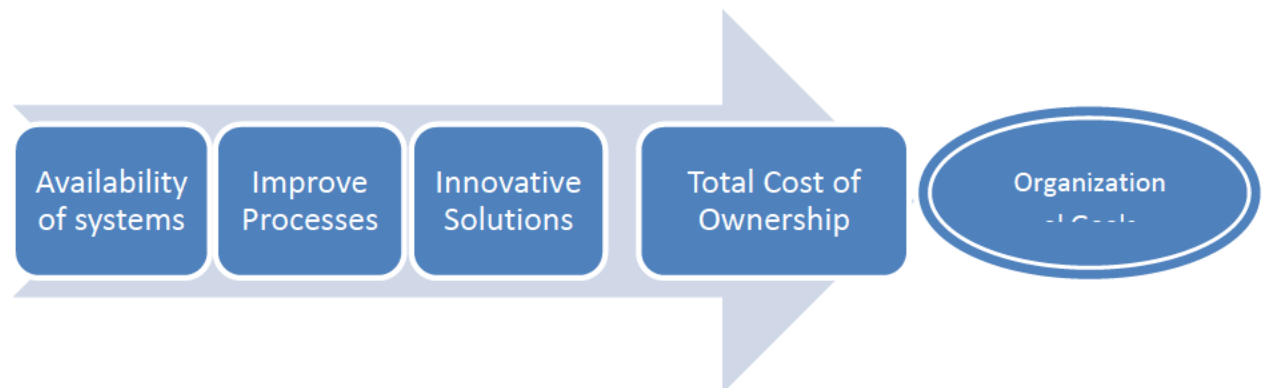 Availability
of systems
Improve
Processes
Innovative
Solutions
Total Cost of
Ownership
Organization